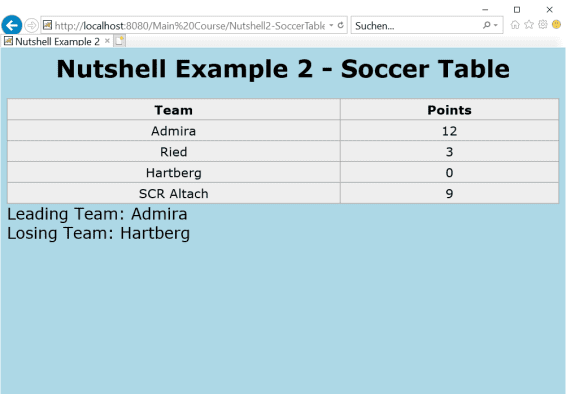 http://localhost:8080/Main%20Course/Nutshell2-SoccerTable
Suchen...
Nutshell Example 2
Nutshell Example 2 - Soccer Table
Team Points
Admira 12
Ried 3
Hartberg 0
SCR Altach 9
Leading Team: Admira
Losing Team: Hartberg